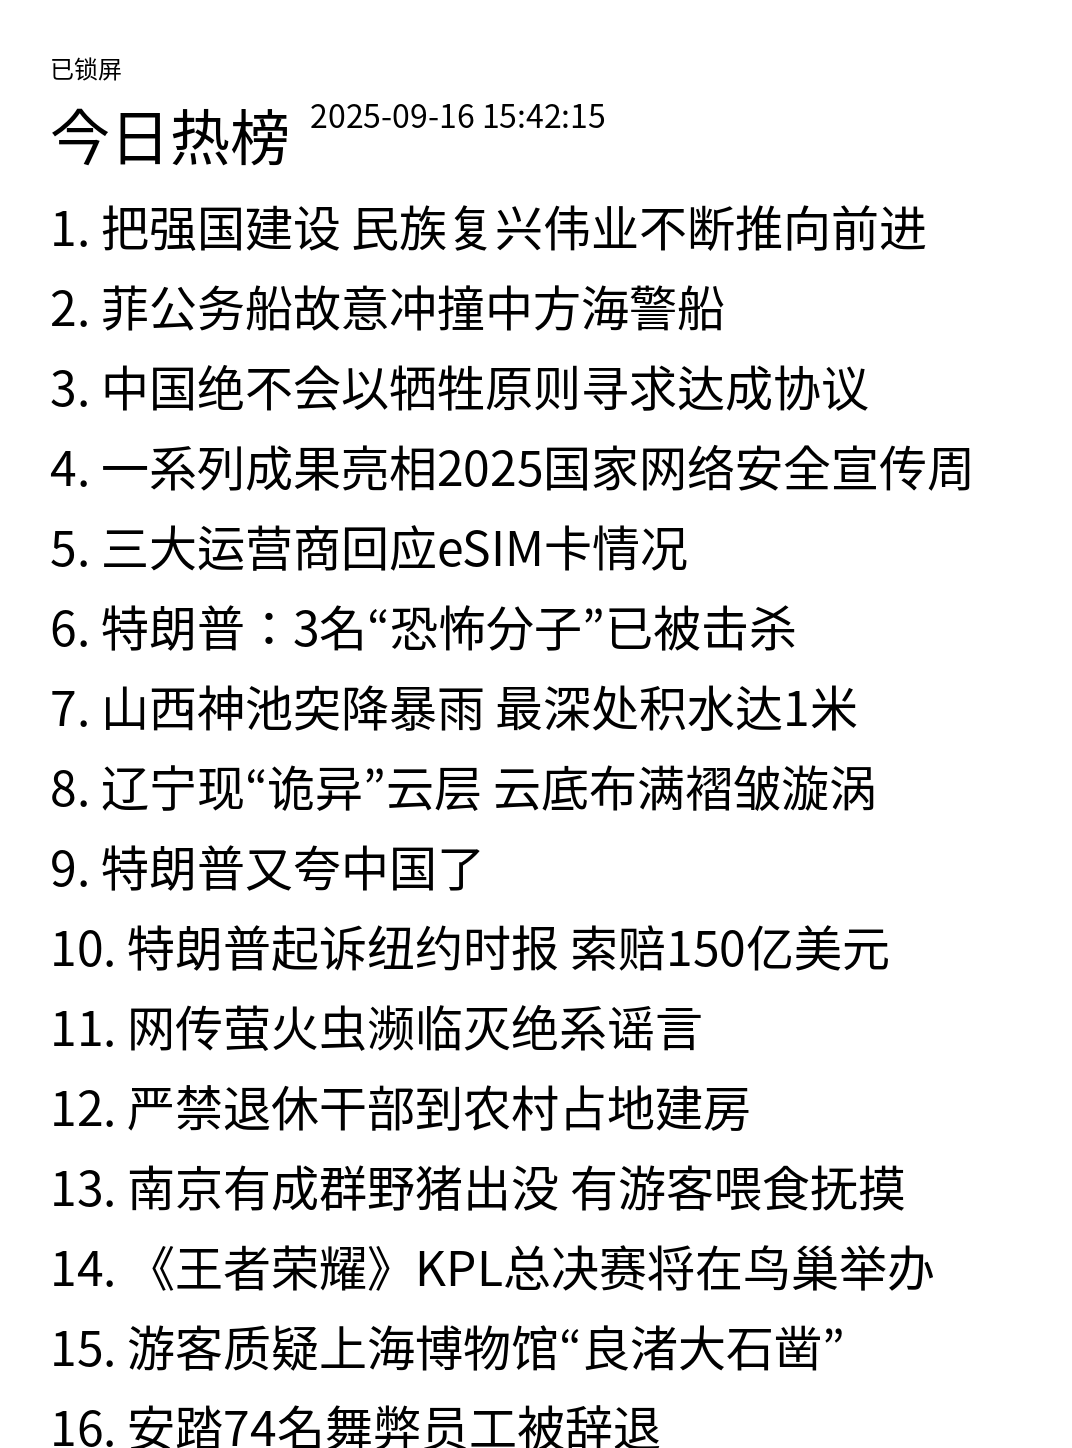 已锁屏
今日热榜 2025-09-16 15:42:15
1. 把强国建设 民族复兴伟业不断推向前进
2. 菲公务船故意冲撞中方海警船
3. 中国绝不会以牺牲原则寻求达成协议
4. 一系列成果亮相2025国家网络安全宣传周
5. 三大运营商回应eSIM卡情况
6. 特朗普：3名“恐怖分子”已被击杀
7. 山西神池突降暴雨 最深处积水达1米
8. 辽宁现“诡异”云层 云底布满褶皱漩涡
9. 特朗普又夸中国了
10. 特朗普起诉纽约时报 索赔150亿美元
11. 网传萤火虫濒临灭绝系谣言
12. 严禁退休干部到农村占地建房
13. 南京有成群野猪出没 有游客喂食抚摸
14. 《王者荣耀》KPL总决赛将在鸟巢举办
15. 游客质疑上海博物馆“良渚大石凿”
16. 安踏74名舞弊员工被辞退